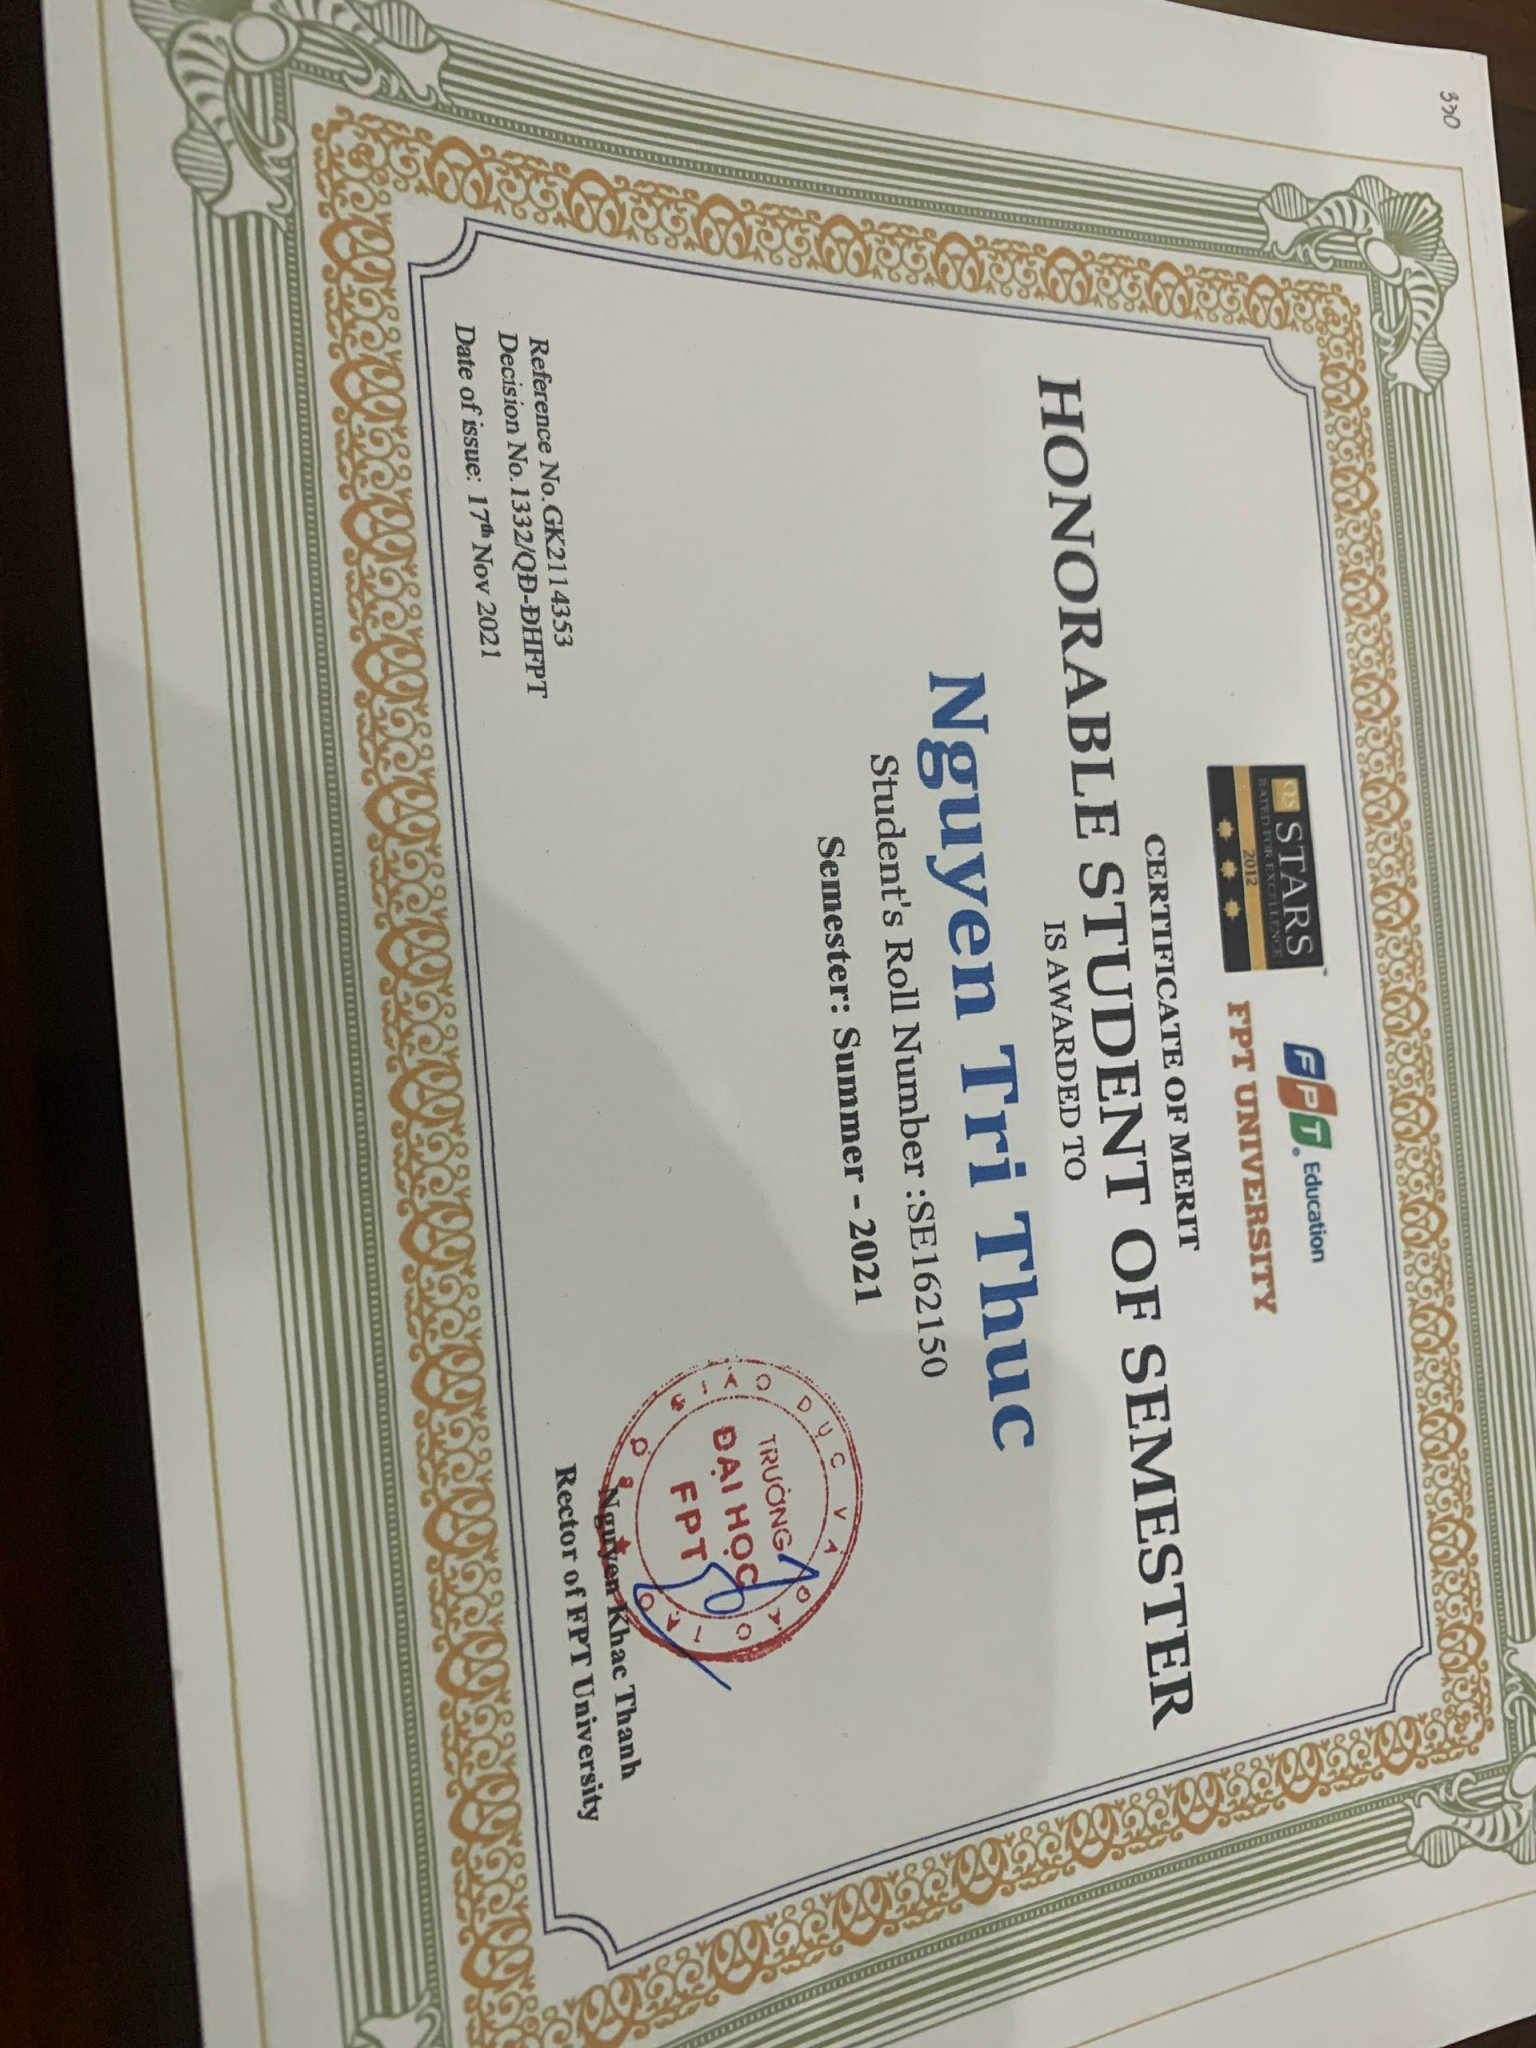 330
QS STARS
RATED FOR EXCELLENCE
2012
FPT Education
FPT UNIVERSITY
CERTIFICATE OF MERIT
HONORABLE STUDENT OF SEMESTER
IS AWARDED TO
Nguyen Tri Thuc
Student's Roll Number :SE162150
Semester: Summer - 2021
BỘ GIÁO DỤC VÀ ĐÀO TẠO
TRƯỜNG
ĐẠI HỌC
FPT
Nguyen Khac Thanh
Rector of FPT University
Reference No.GK2114353
Decision No.1332/QĐ-ĐHFPT
Date of issue: 17th Nov 2021